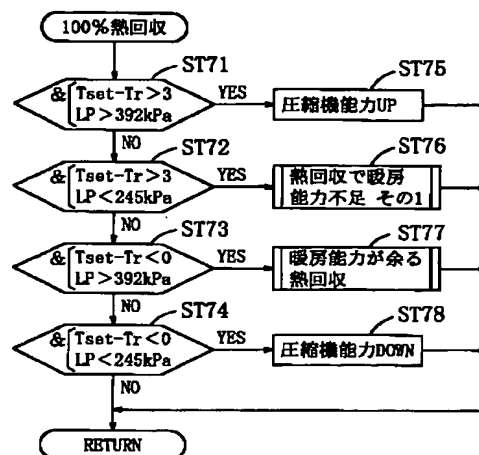 100%熱回収
ST71
& Tset-Tr>3
LP>392kPa
YES
ST75
圧縮機能力UP
NO
ST72
& Tset-Tr>3
LP<245kPa
YES
ST76
熱回収で暖房
能力不足 その1
NO
ST73
& Tset-Tr<0
LP>392kPa
YES
ST77
暖房能力が余る
熱回収
NO
ST74
& Tset-Tr<0
LP<245kPa
YES
ST78
圧縮機能力DOWN
NO
RETURN